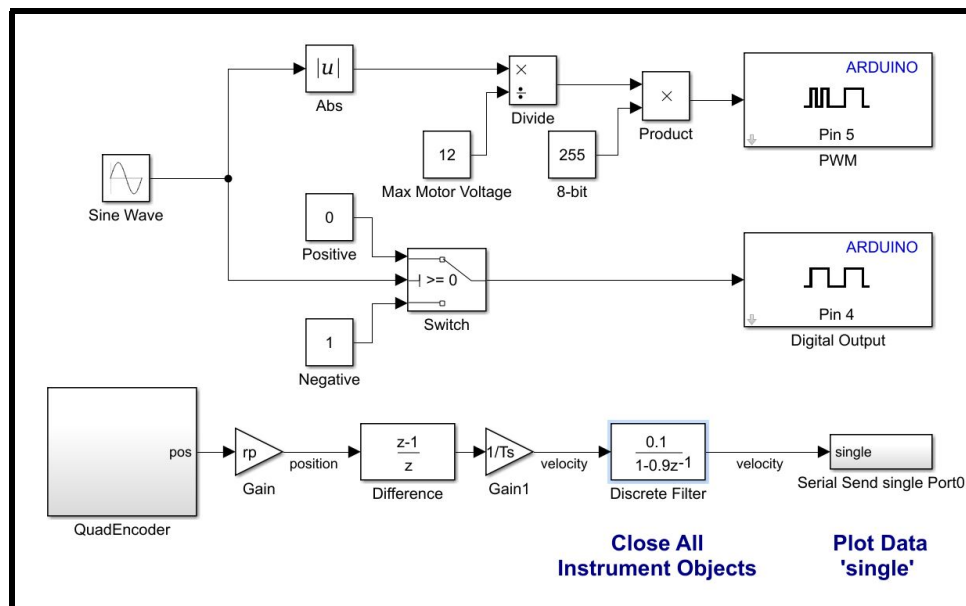 |u|
Abs
×
÷
Divide
×
Product
ARDUINO
Pin 5
PWM
12
Max Motor Voltage
255
8-bit
Sine Wave
0
Positive
>= 0
Switch
1
Negative
ARDUINO
Pin 4
Digital Output
pos
QuadEncoder
rp
Gain
position
z-1
z
Difference
1/Ts
Gain1
velocity
0.1
1-0.9z-1
Discrete Filter
velocity
single
Serial Send single Port0
Close All
Instrument Objects
Plot Data
'single'